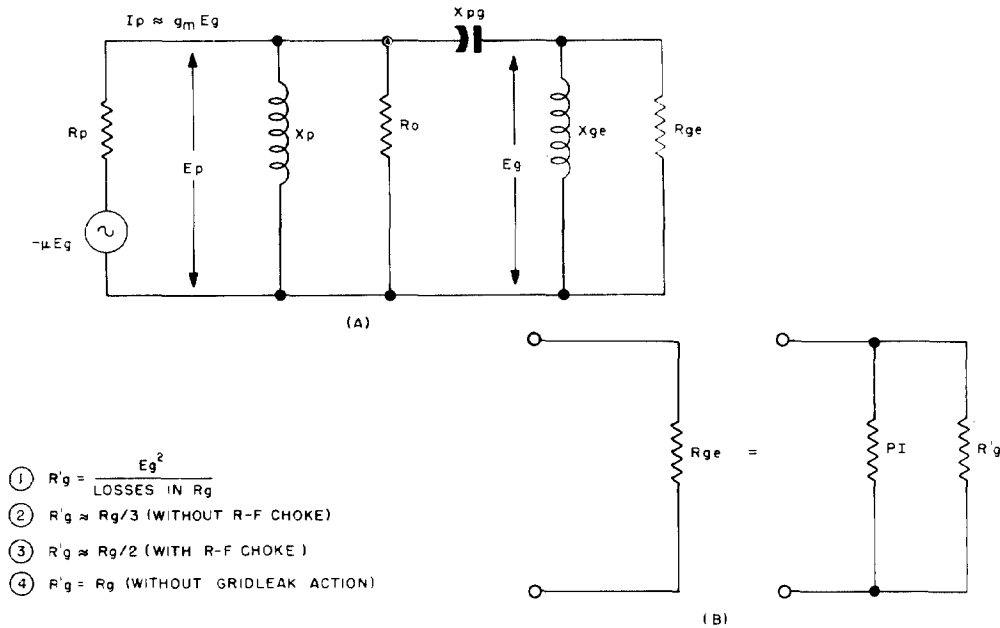 Ip ≈ gm Eg
Xpg
Rp
Ep
Xp
Ro
Eg
Xge
Rge
-μEg
(A)
Rge
=
PI
R'g
(B)
① R'g = Eg² / LOSSES IN Rg
② R'g ≈ Rg/3 (WITHOUT R-F CHOKE)
③ R'g ≈ Rg/2 (WITH R-F CHOKE)
④ R'g = Rg (WITHOUT GRIDLEAK ACTION)